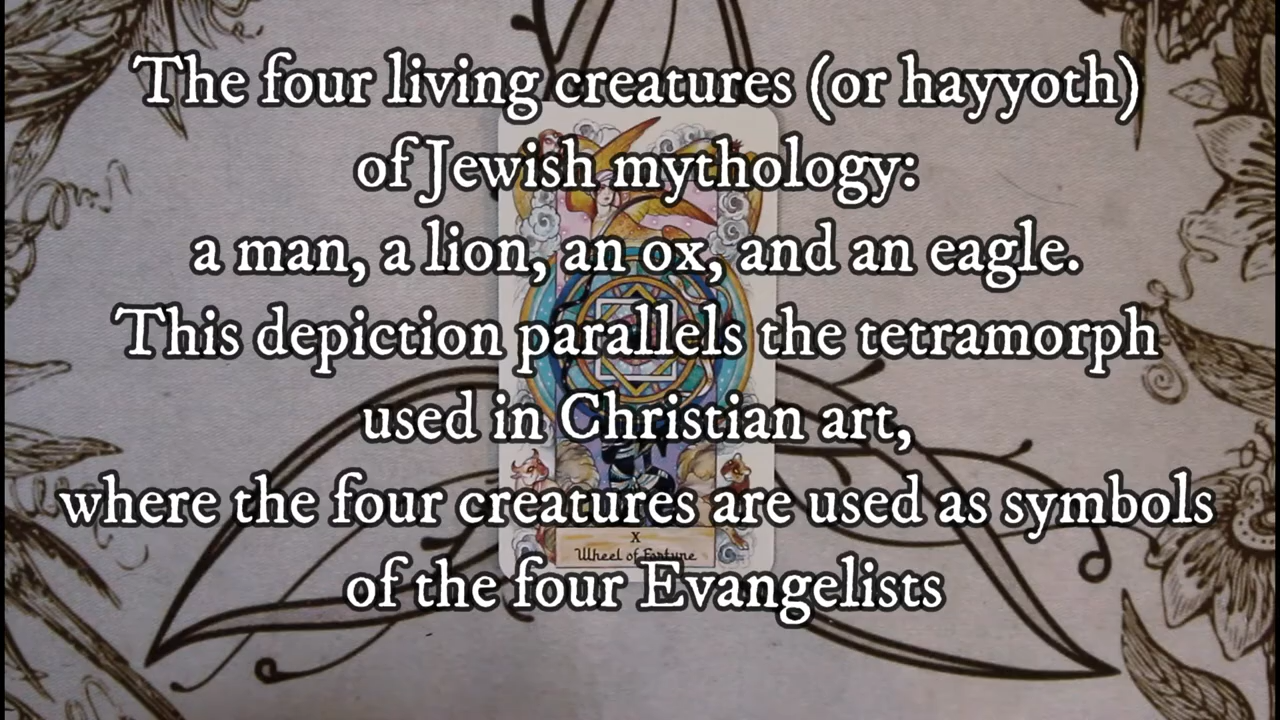 The four living creatures (or hayyoth)
of Jewish mythology:
a man, a lion, an ox, and an eagle.
This depiction parallels the tetramorph
used in Christian art,
where the four creatures are used as symbols
X
Wheel of Fortune
of the four Evangelists